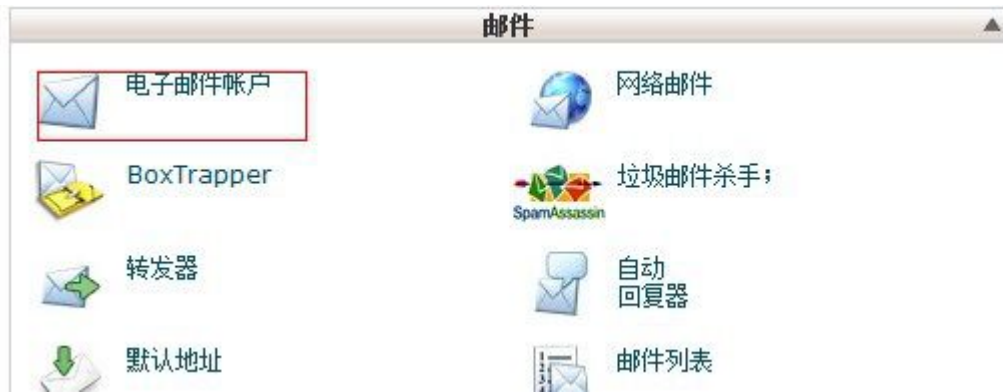 邮件
电子邮件帐户
网络邮件
BoxTrapper
垃圾邮件杀手；
SpamAssassin
转发器
自动
回复器
默认地址
邮件列表